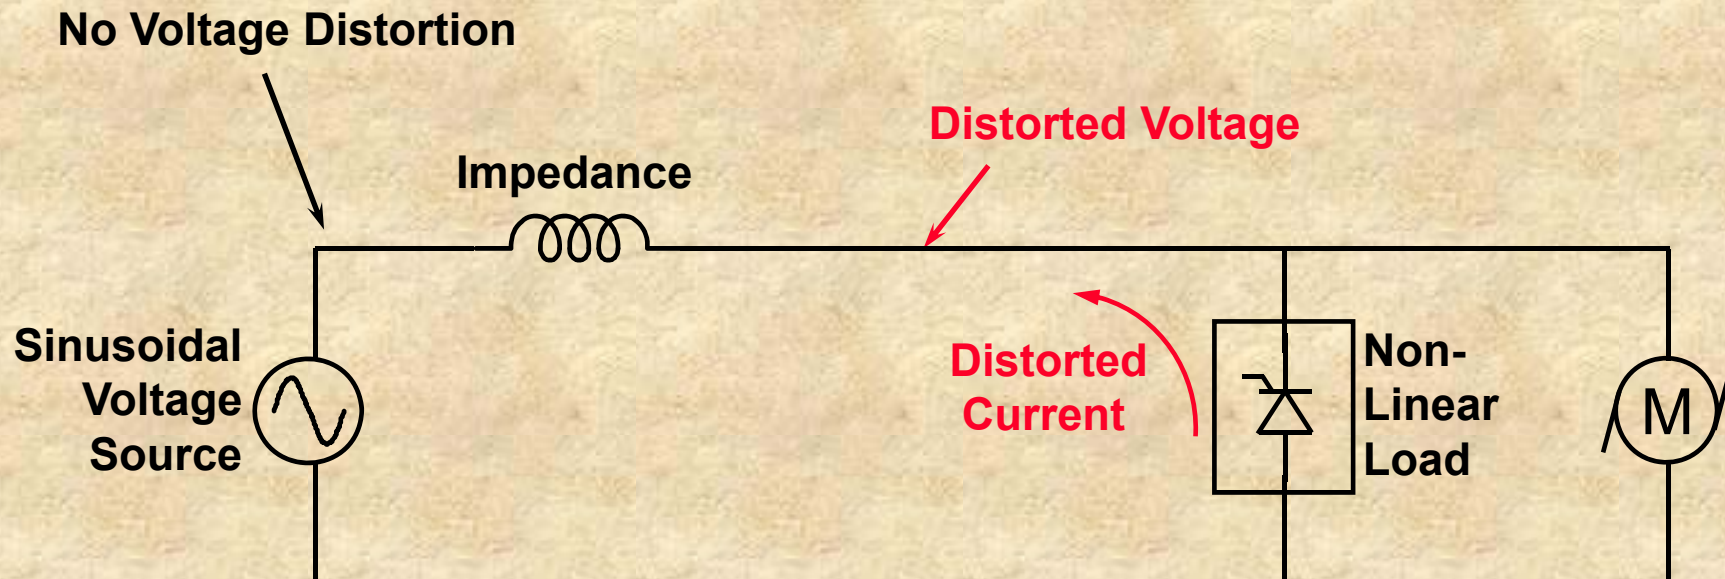 No Voltage Distortion
Distorted Voltage
Impedance
Sinusoidal
Voltage
Source
Distorted
Current
Non-
Linear
Load
M